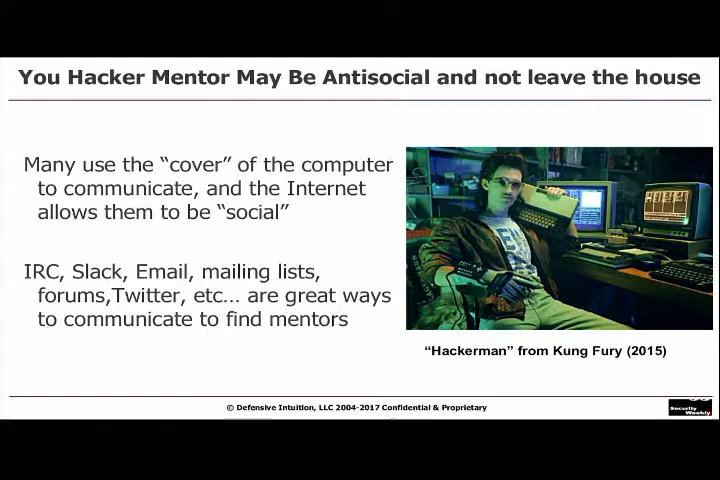 You Hacker Mentor May Be Antisocial and not leave the house
Many use the “cover” of the computer
to communicate, and the Internet
allows them to be “social”
IRC, Slack, Email, mailing lists,
forums,Twitter, etc… are great ways
to communicate to find mentors
“Hackerman” from Kung Fury (2015)
© Defensive Intuition, LLC 2004-2017 Confidential & Proprietary
Security
Weekly